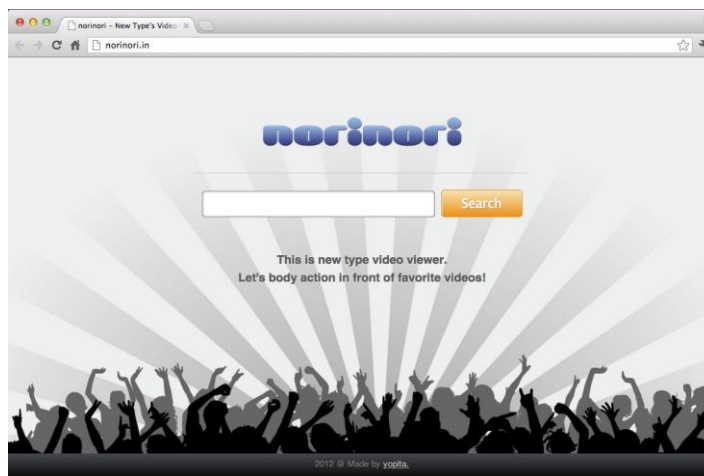 norinori – New Type's Video
norinori.in
norinori
Search
This is new type video viewer.
Let's body action in front of favorite videos!
2012 @ Made by yopita.